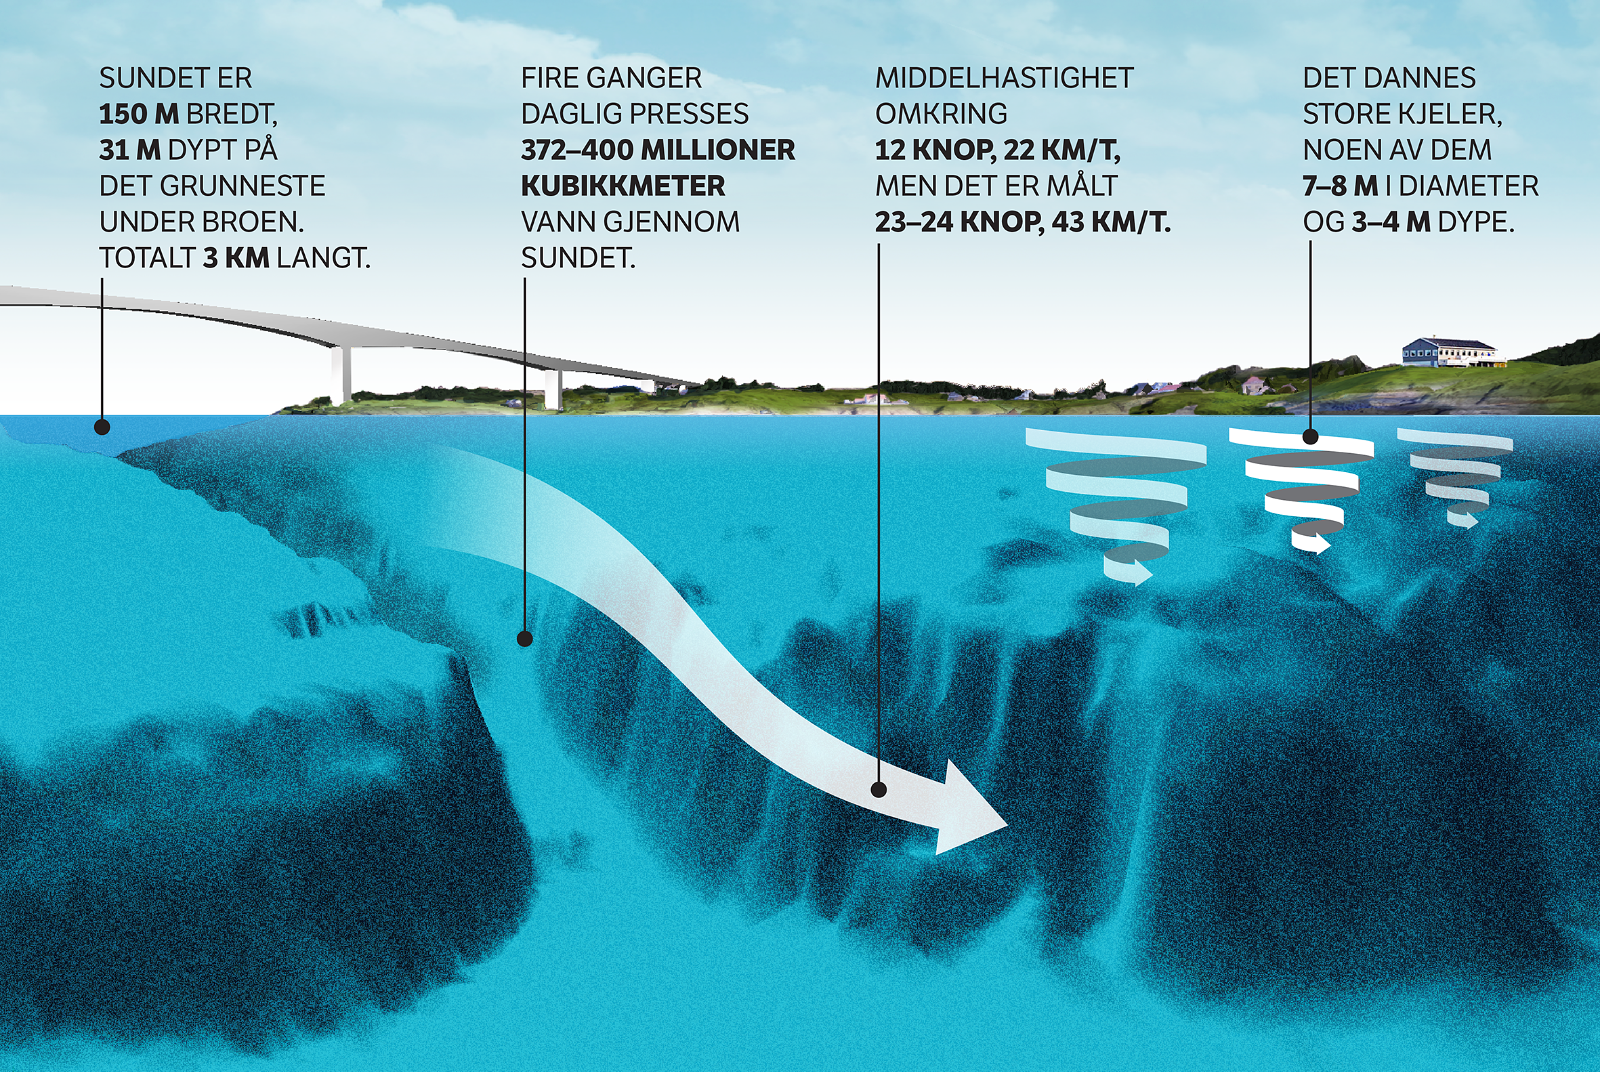 SUNDET ER
150 M BREDT,
31 M DYPT PÅ
DET GRUNNESTE
UNDER BROEN.
TOTALT 3 KM LANGT.
FIRE GANGER
DAGLIG PRESSES
372–400 MILLIONER
KUBIKKMETER
VANN GJENNOM
SUNDET.
MIDDELHASTIGHET
OMKRING
12 KNOP, 22 KM/T,
MEN DET ER MÅLT
23–24 KNOP, 43 KM/T.
DET DANNES
STORE KJELER,
NOEN AV DEM
7–8 M I DIAMETER
OG 3–4 M DYPE.